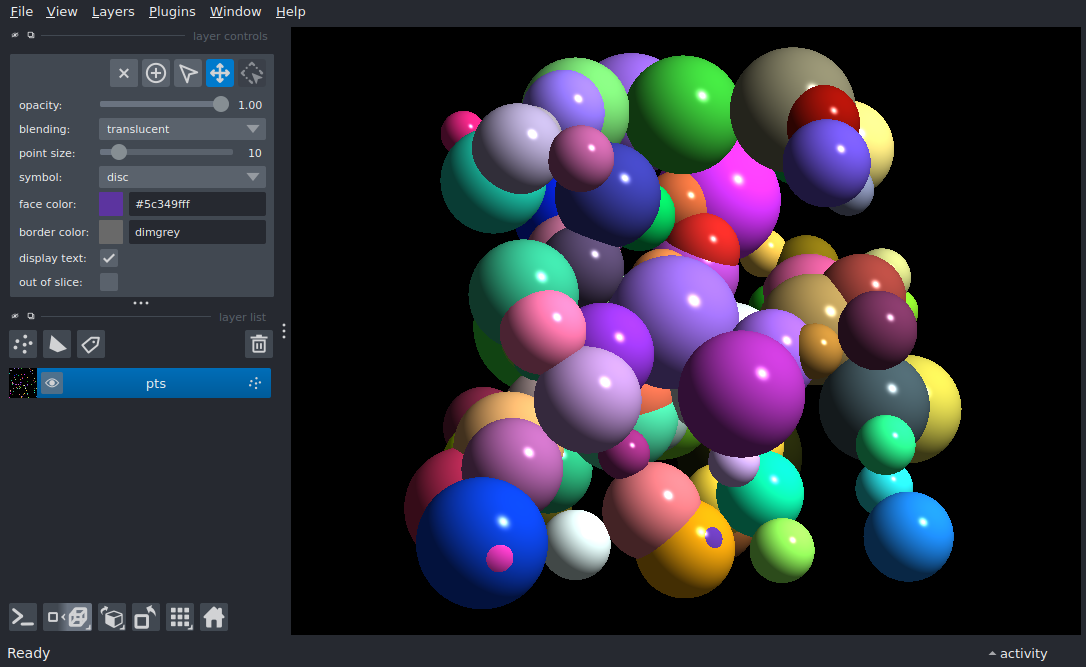 File View Layers Plugins Window Help
layer controls
opacity: 1.00
blending: translucent
point size: 10
symbol: disc
face color: #5c349fff
border color: dimgrey
display text:
out of slice:
layer list
pts
Ready
activity